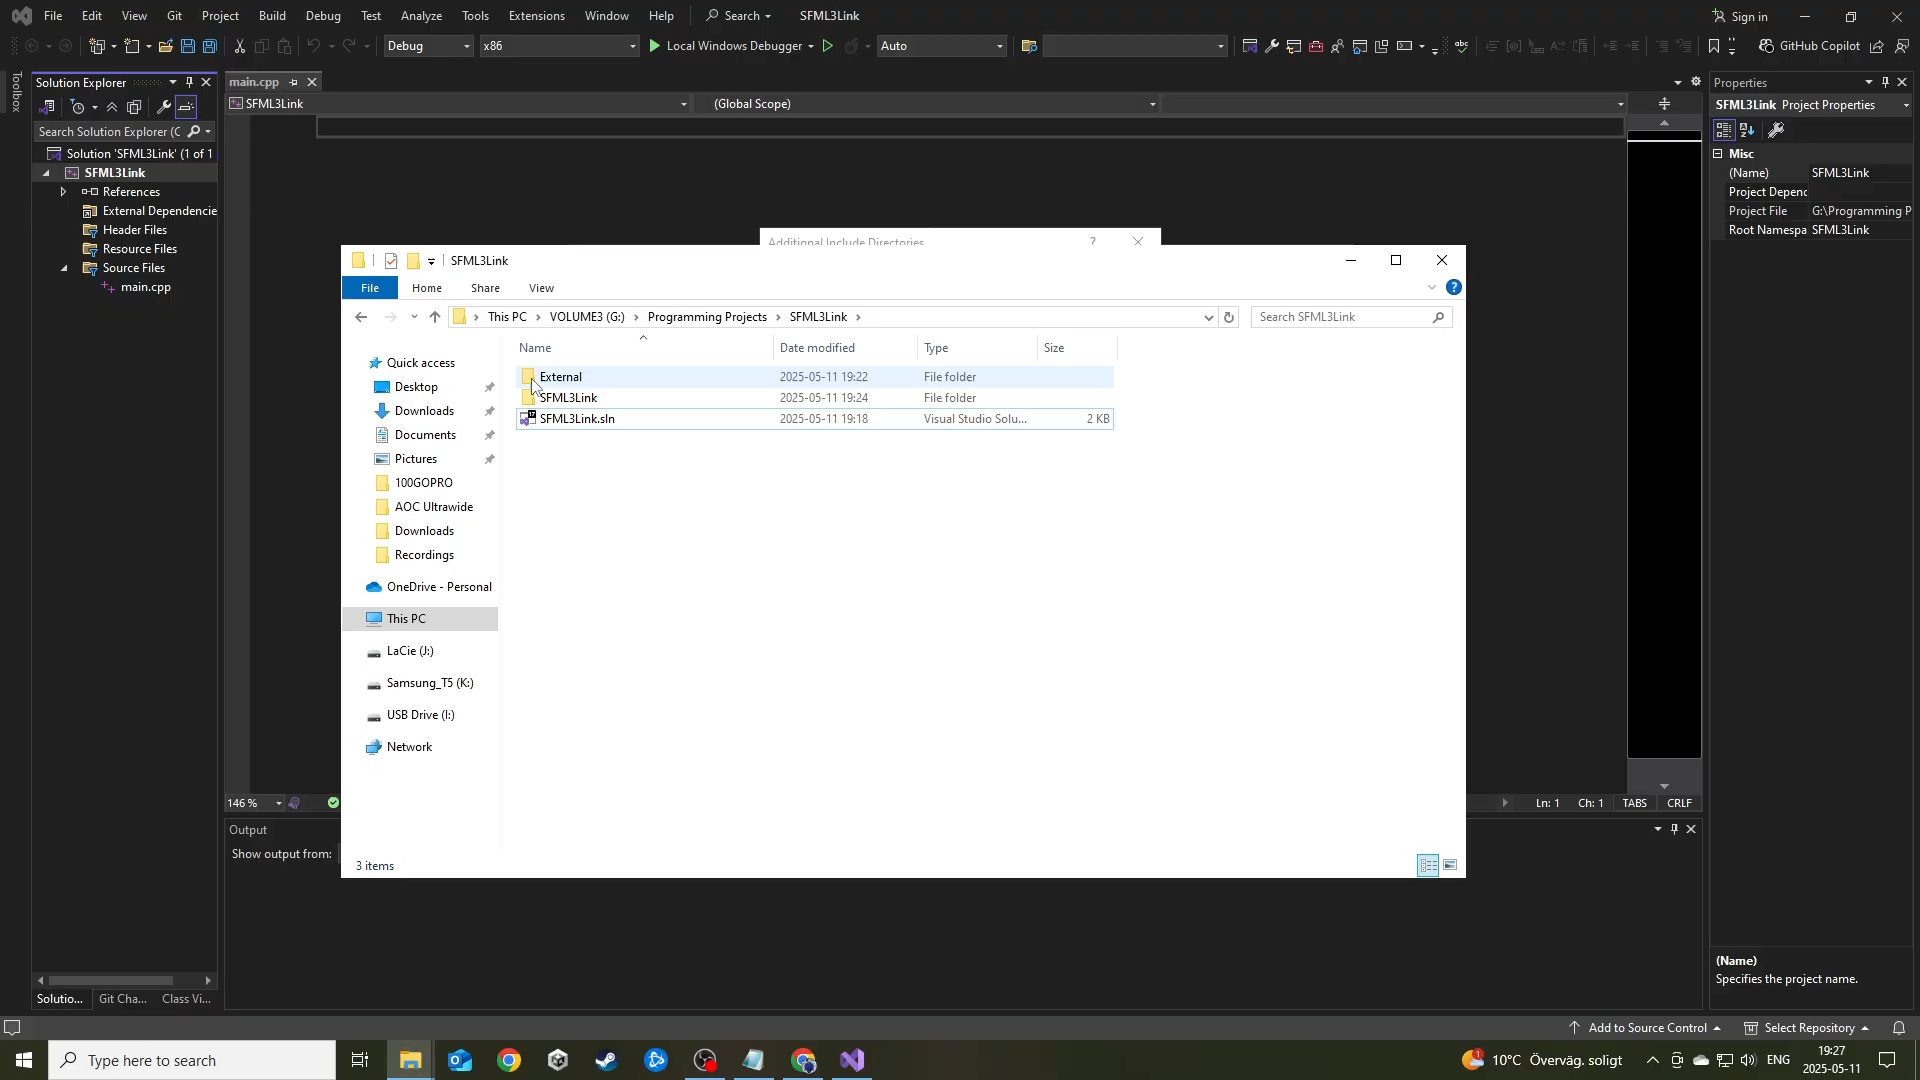 File Edit View Git Project Build Debug Test Analyze Tools Extensions Window Help Search SFML3Link Sign in
Debug x86 Local Windows Debugger Auto GitHub Copilot
Toolbox
Solution Explorer
Search Solution Explorer (C
Solution 'SFML3Link' (1 of 1
SFML3Link
References
External Dependencie
Header Files
Resource Files
Source Files
main.cpp
Soluti­o... Git Cha... Class Vi...
main.cpp
SFML3Link (Global Scope)
Additional Include Directories ?
SFML3Link
File Home Share View ?
This PC VOLUME3 (G:) Programming Projects SFML3Link Search SFML3Link
Name Date modified Type Size
External 2025-05-11 19:22 File folder
SFML3Link 2025-05-11 19:24 File folder
SFML3Link.sln 2025-05-11 19:18 Visual Studio Solu... 2 KB
Quick access
Desktop
Downloads
Documents
Pictures
100GOPRO
AOC Ultrawide
Downloads
Recordings
OneDrive - Personal
This PC
LaCie (J:)
Samsung_T5 (K:)
USB Drive (I:)
Network
3 items
146 % Ln: 1 Ch: 1 TABS CRLF
Output
Show output from:
Properties
SFML3Link Project Properties
Misc
(Name) SFML3Link
Project Depenc
Project File G:\Programming P
Root Namespa SFML3Link
(Name)
Specifies the project name.
Add to Source Control Select Repository
Type here to search 1 10°C Överväg. soligt ENG 19:27
2025-05-11